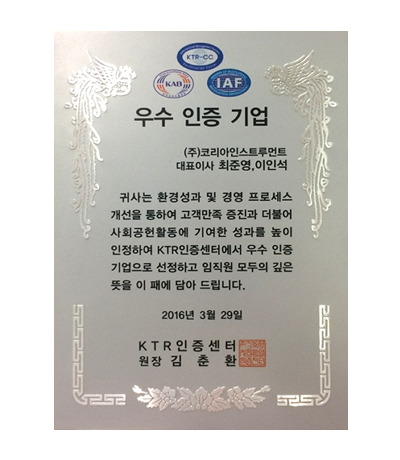 KTR-CC
KAB
IAF
우수 인증 기업
(주)코리아인스트루먼트
대표이사 최준영,이인석
귀사는 환경성과 및 경영 프로세스
개선을 통하여 고객만족 증진과 더불어
사회공헌활동에 기여한 성과를 높이
인정하여 KTR인증센터에서 우수 인증
기업으로 선정하고 임직원 모두의 깊은
뜻을 이 패에 담아 드립니다.
2016년 3월 29일
KTR인증센터
원장 김춘환